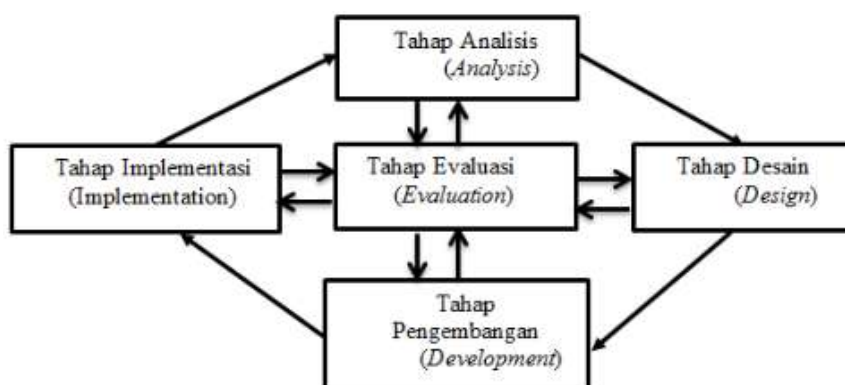 Tahap Analisis
(Analysis)
Tahap Implementasi
(Implementation)
Tahap Evaluasi
(Evaluation)
Tahap Desain
(Design)
Tahap
Pengembangan
(Development)